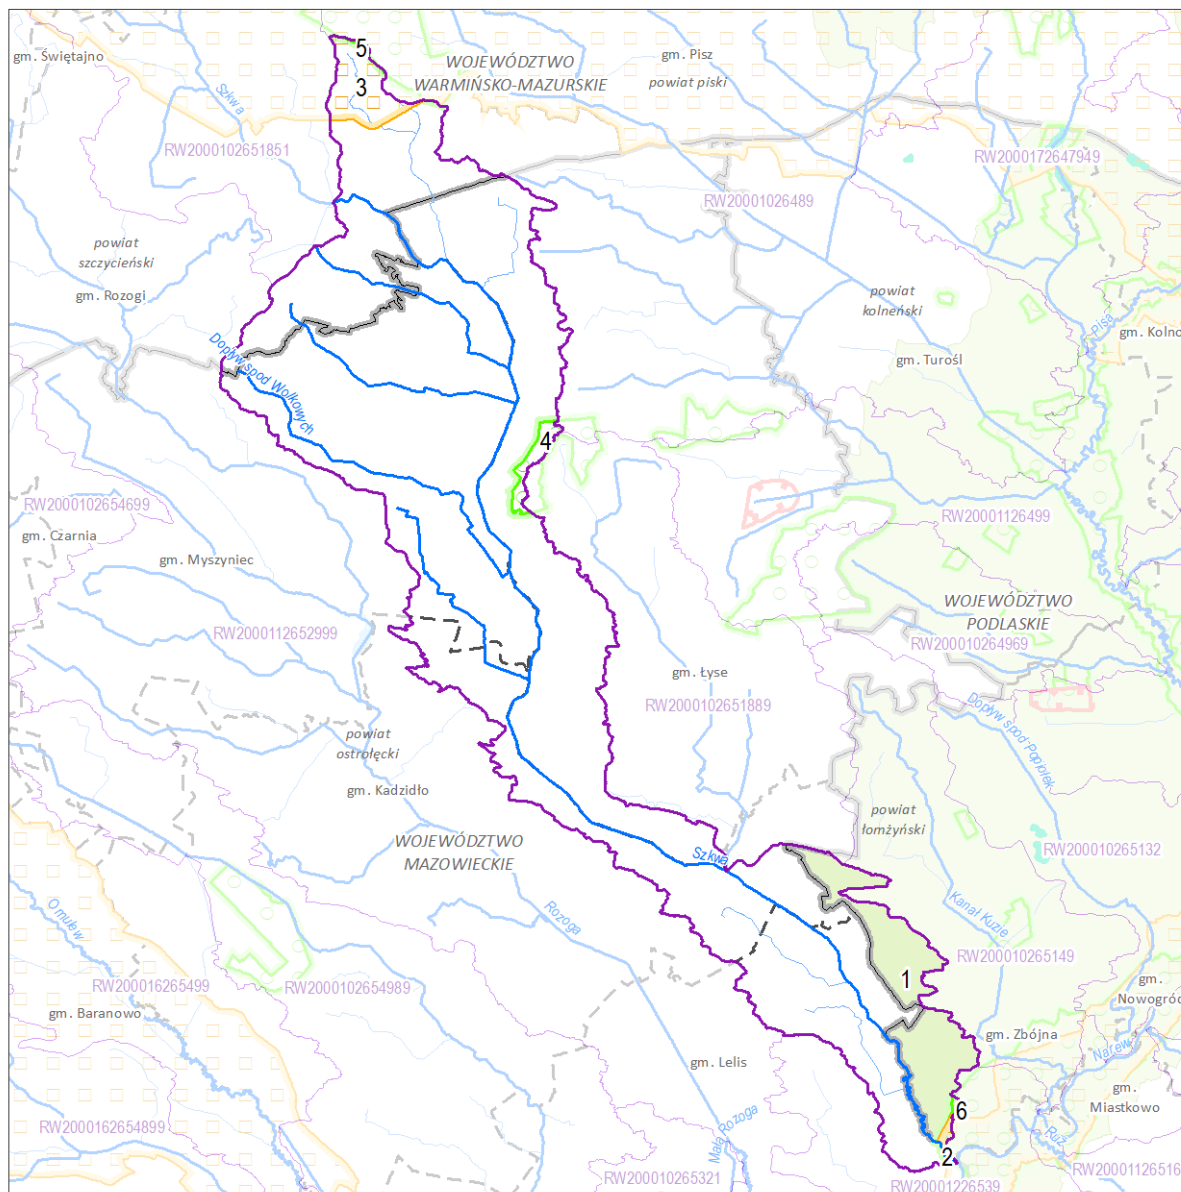 5
WOJEWÓDZTWO
WARMIŃSKO-MAZURSKIE
gm. Pisz
powiat piski
gm. Świętajno
3
Szkwa
RW2000102651851
RW2000172647949
RW20001026489
powiat
szczycieński
gm. Rozogi
powiat
kolneński
Pisa
gm. Kolno
gm. Turośl
Dopływ spod Wolkowych
4
RW2000102654699
gm. Czarnia
RW20001126499
gm. Myszyniec
WOJEWÓDZTWO
PODLASKIE
RW2000112652999
RW2000010264969
gm. Łyse
RW2000102651889
Dopływ spod Popiołek
powiat
ostrołęcki
gm. Kadzidło
powiat
łomżyński
WOJEWÓDZTWO
MAZOWIECKIE
Szkwa
RW200010265132
Omulew
Rozoga
Kanał Kuzie
RW200010265149
1
RW200016265499
RW2000102654989
gm. Baranowo
gm.
Nowogród
gm. Zbójna
Narew
gm. Lelis
gm.
Miastkowo
6
Mała Rozoga
RW2000162654899
Ruż
2
RW200010265321
RW20001226539
RW20001126516